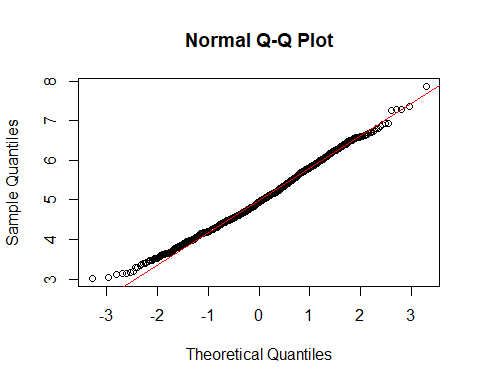 Normal Q-Q Plot
Sample Quantiles
8
7
6
5
4
3
-3 -2 -1 0 1 2 3
Theoretical Quantiles